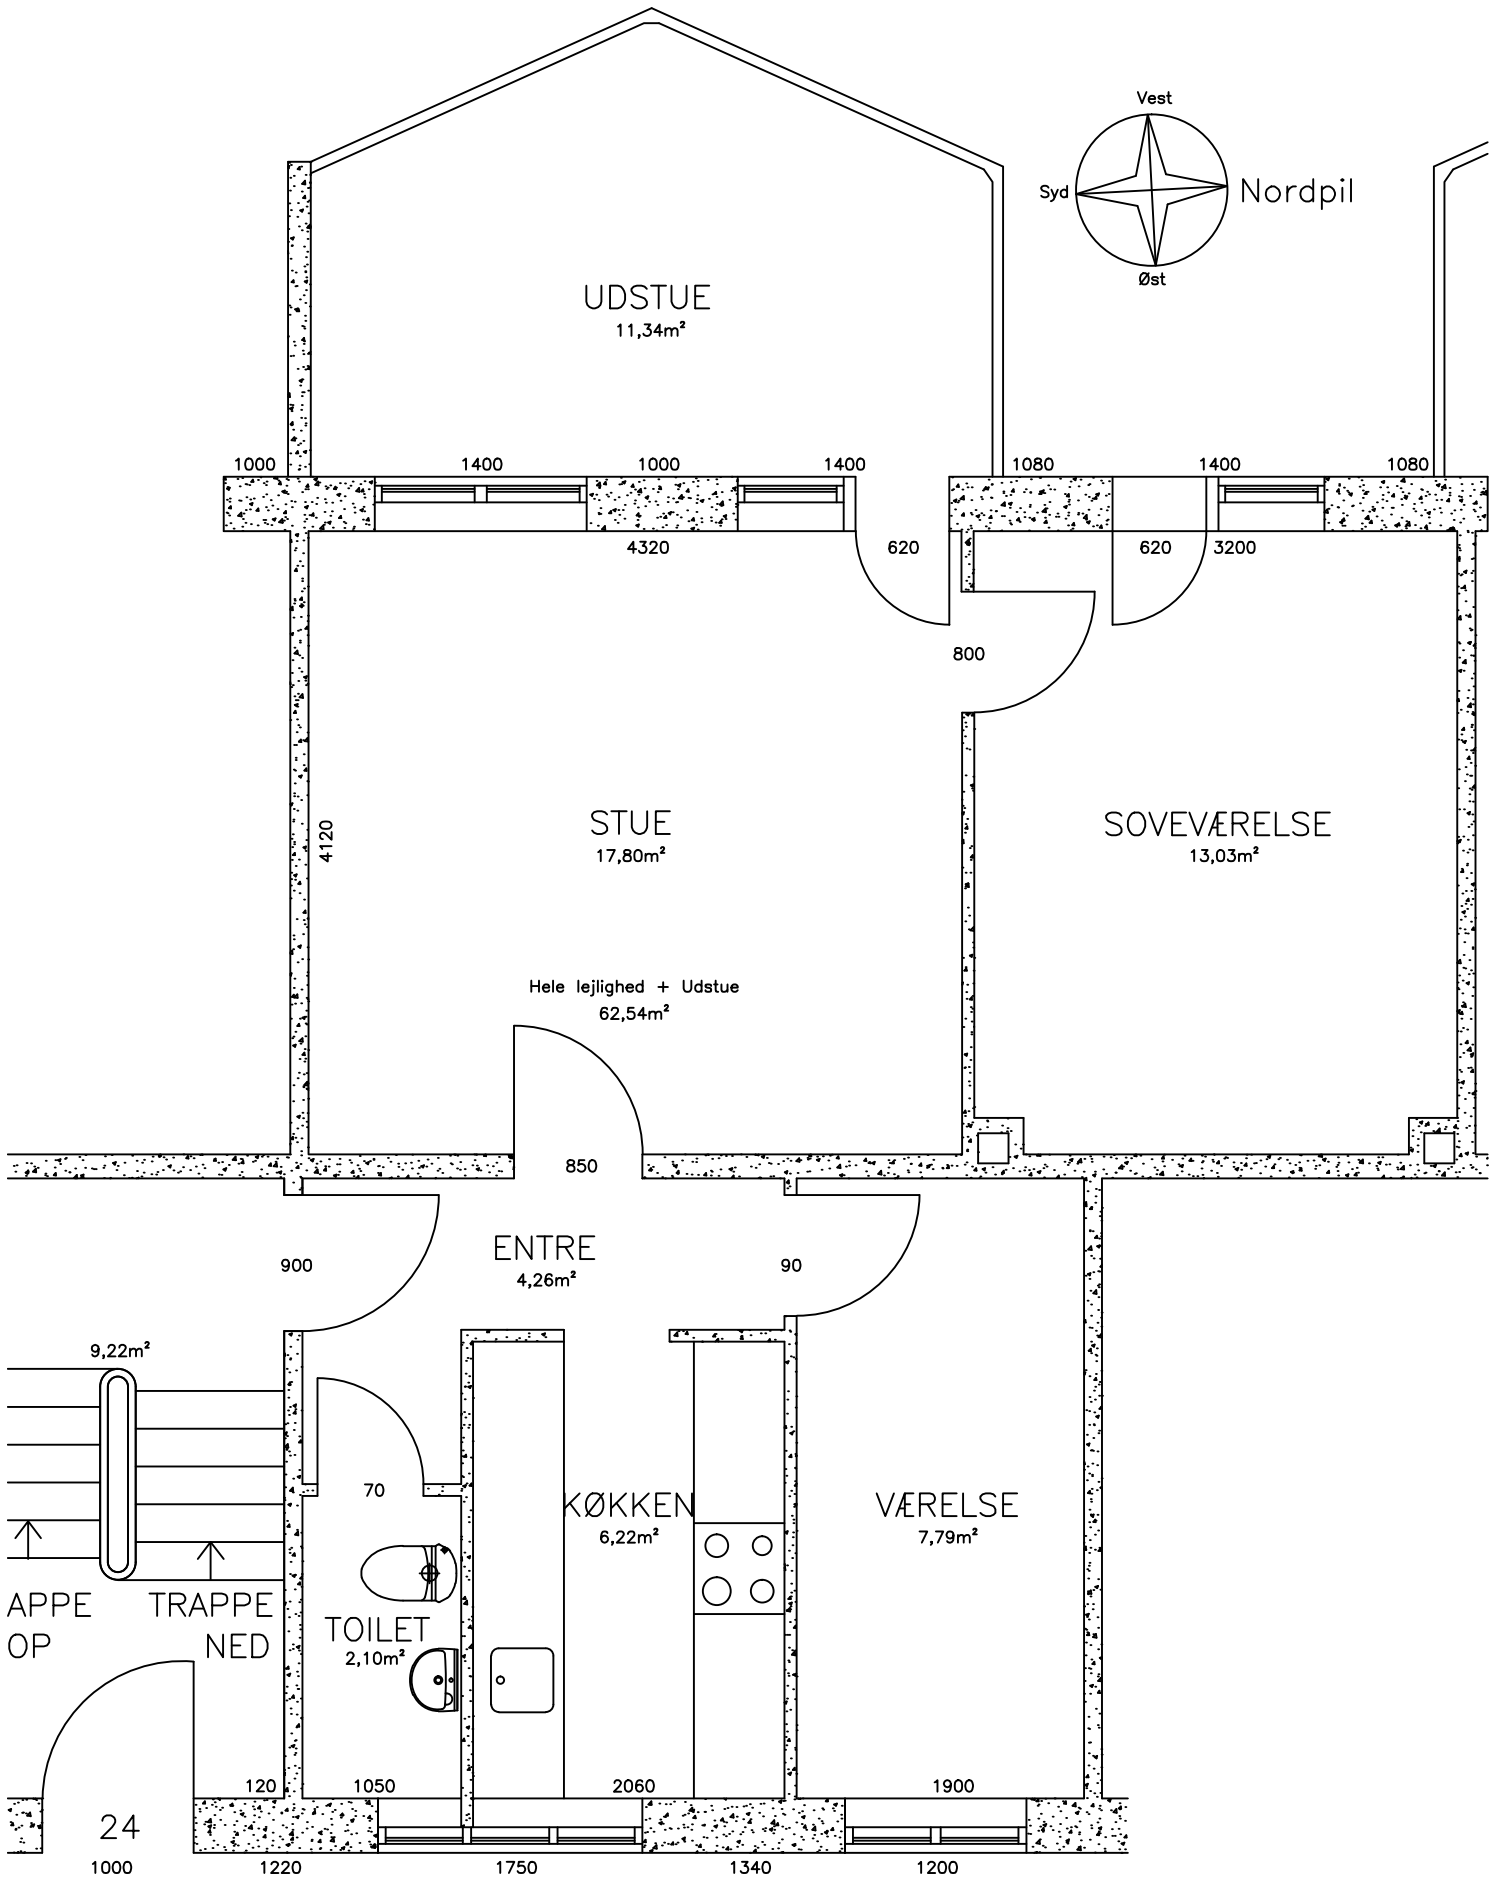 Vest
Syd
Nordpil
Øst
UDSTUE
11,34m²
1000
1400
1000
1400
1080
1400
1080
4320
620
620
3200
800
4120
STUE
17,80m²
SOVEVÆRELSE
13,03m²
Hele lejlighed + Udstue
62,54m²
850
900
ENTRE
4,26m²
90
9,22m²
70
KØKKEN
6,22m²
VÆRELSE
7,79m²
APPE
OP
TRAPPE
NED
TOILET
2,10m²
120
1050
2060
1900
24
1000
1220
1750
1340
1200